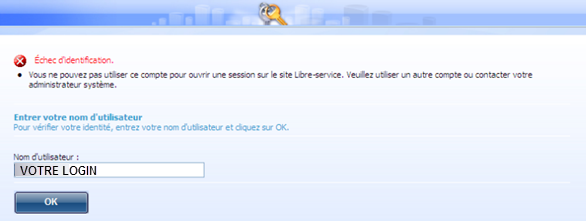 Échec d'identification.
Vous ne pouvez pas utiliser ce compte pour ouvrir une session sur le site Libre-service. Veuillez utiliser un autre compte ou contacter votre
administrateur système.
Entrer votre nom d'utilisateur
Pour vérifier votre identité, entrez votre nom d'utilisateur et cliquez sur OK.
Nom d'utilisateur :
VOTRE LOGIN
OK